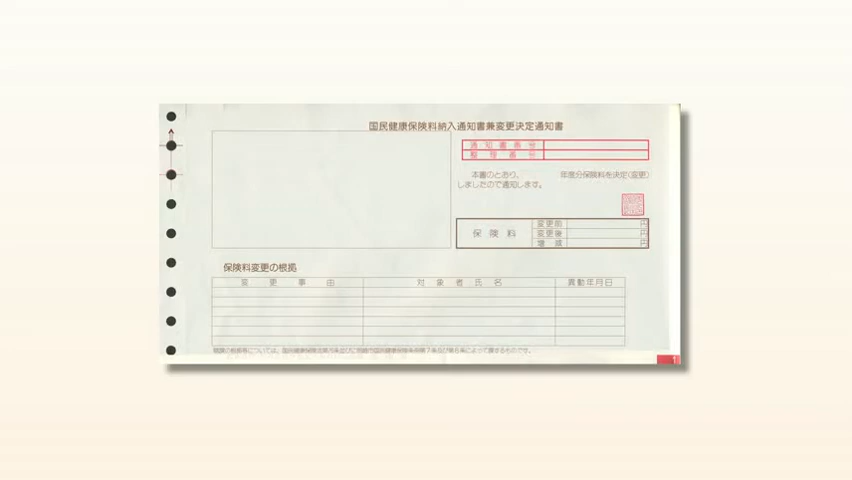 国民健康保険料納入通知書兼変更決定通知書
通知書番号
整理番号
本書のとおり、　年度分保険料を決定(変更)
しましたので通知します。
保険料
変更前　円
変更後　円
増減　円
保険料変更の根拠
変更事由　対象者氏名　異動年月日